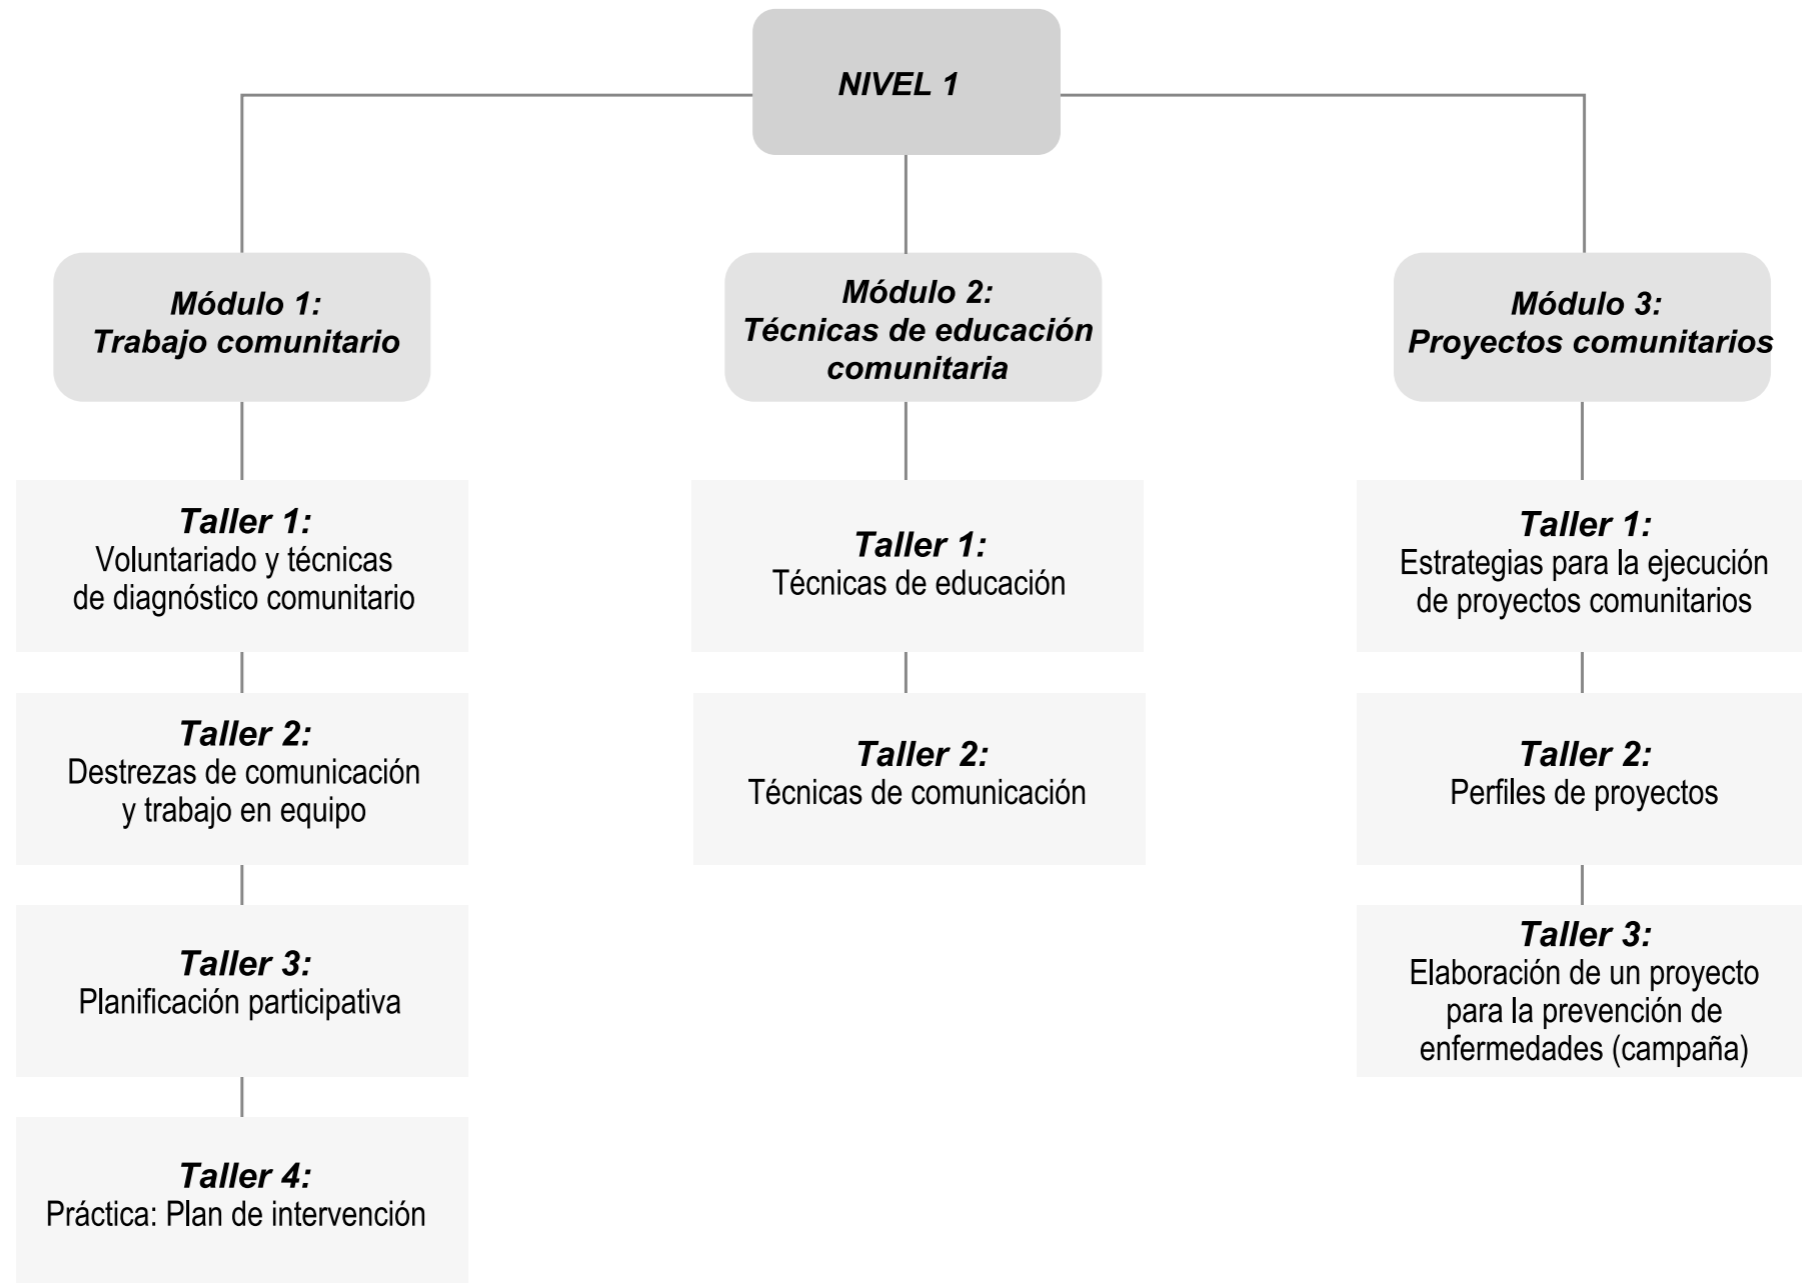 NIVEL 1
Módulo 1:
Trabajo comunitario
Taller 1:
Voluntariado y técnicas
de diagnóstico comunitario
Taller 2:
Destrezas de comunicación
y trabajo en equipo
Taller 3:
Planificación participativa
Taller 4:
Práctica: Plan de intervención
Módulo 2:
Técnicas de educación
comunitaria
Taller 1:
Técnicas de educación
Taller 2:
Técnicas de comunicación
Módulo 3:
Proyectos comunitarios
Taller 1:
Estrategias para la ejecución
de proyectos comunitarios
Taller 2:
Perfiles de proyectos
Taller 3:
Elaboración de un proyecto
para la prevención de
enfermedades (campaña)